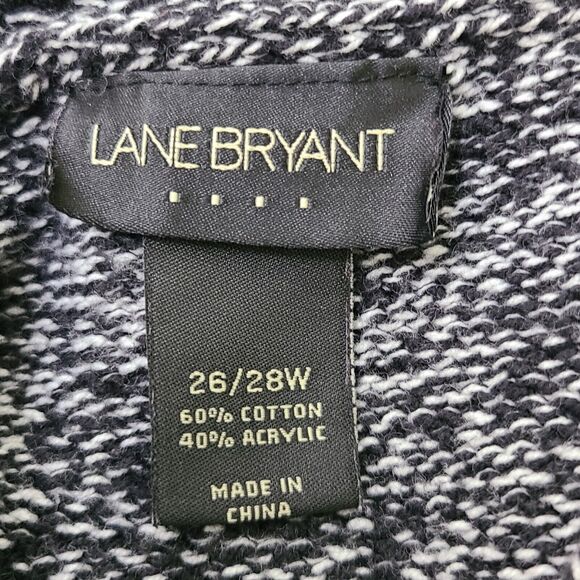 LANE BRYANT
26/28W
60% COTTON
40% ACRYLIC
MADE IN
CHINA